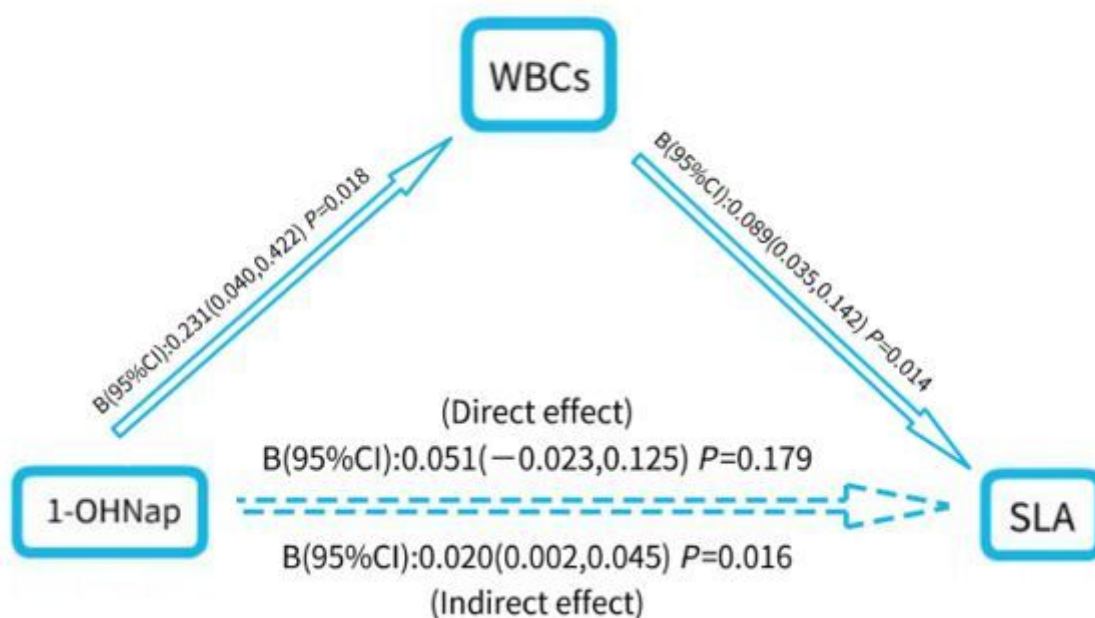 WBCs
B(95%CI):0.231(0.040,0.422) P=0.018
B(95%CI):0.089(0.035,0.142) P=0.014
(Direct effect)
B(95%CI):0.051(−0.023,0.125) P=0.179
1-OHNap
SLA
B(95%CI):0.020(0.002,0.045) P=0.016
(Indirect effect)